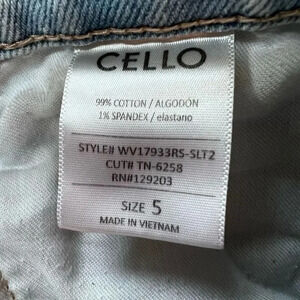 CELLO
99% COTTON / ALGODÓN
1% SPANDEX / elastano
STYLE# WV17933RS-SLT2
CUT# TN-6258
RN#129203
SIZE 5
MADE IN VIETNAM